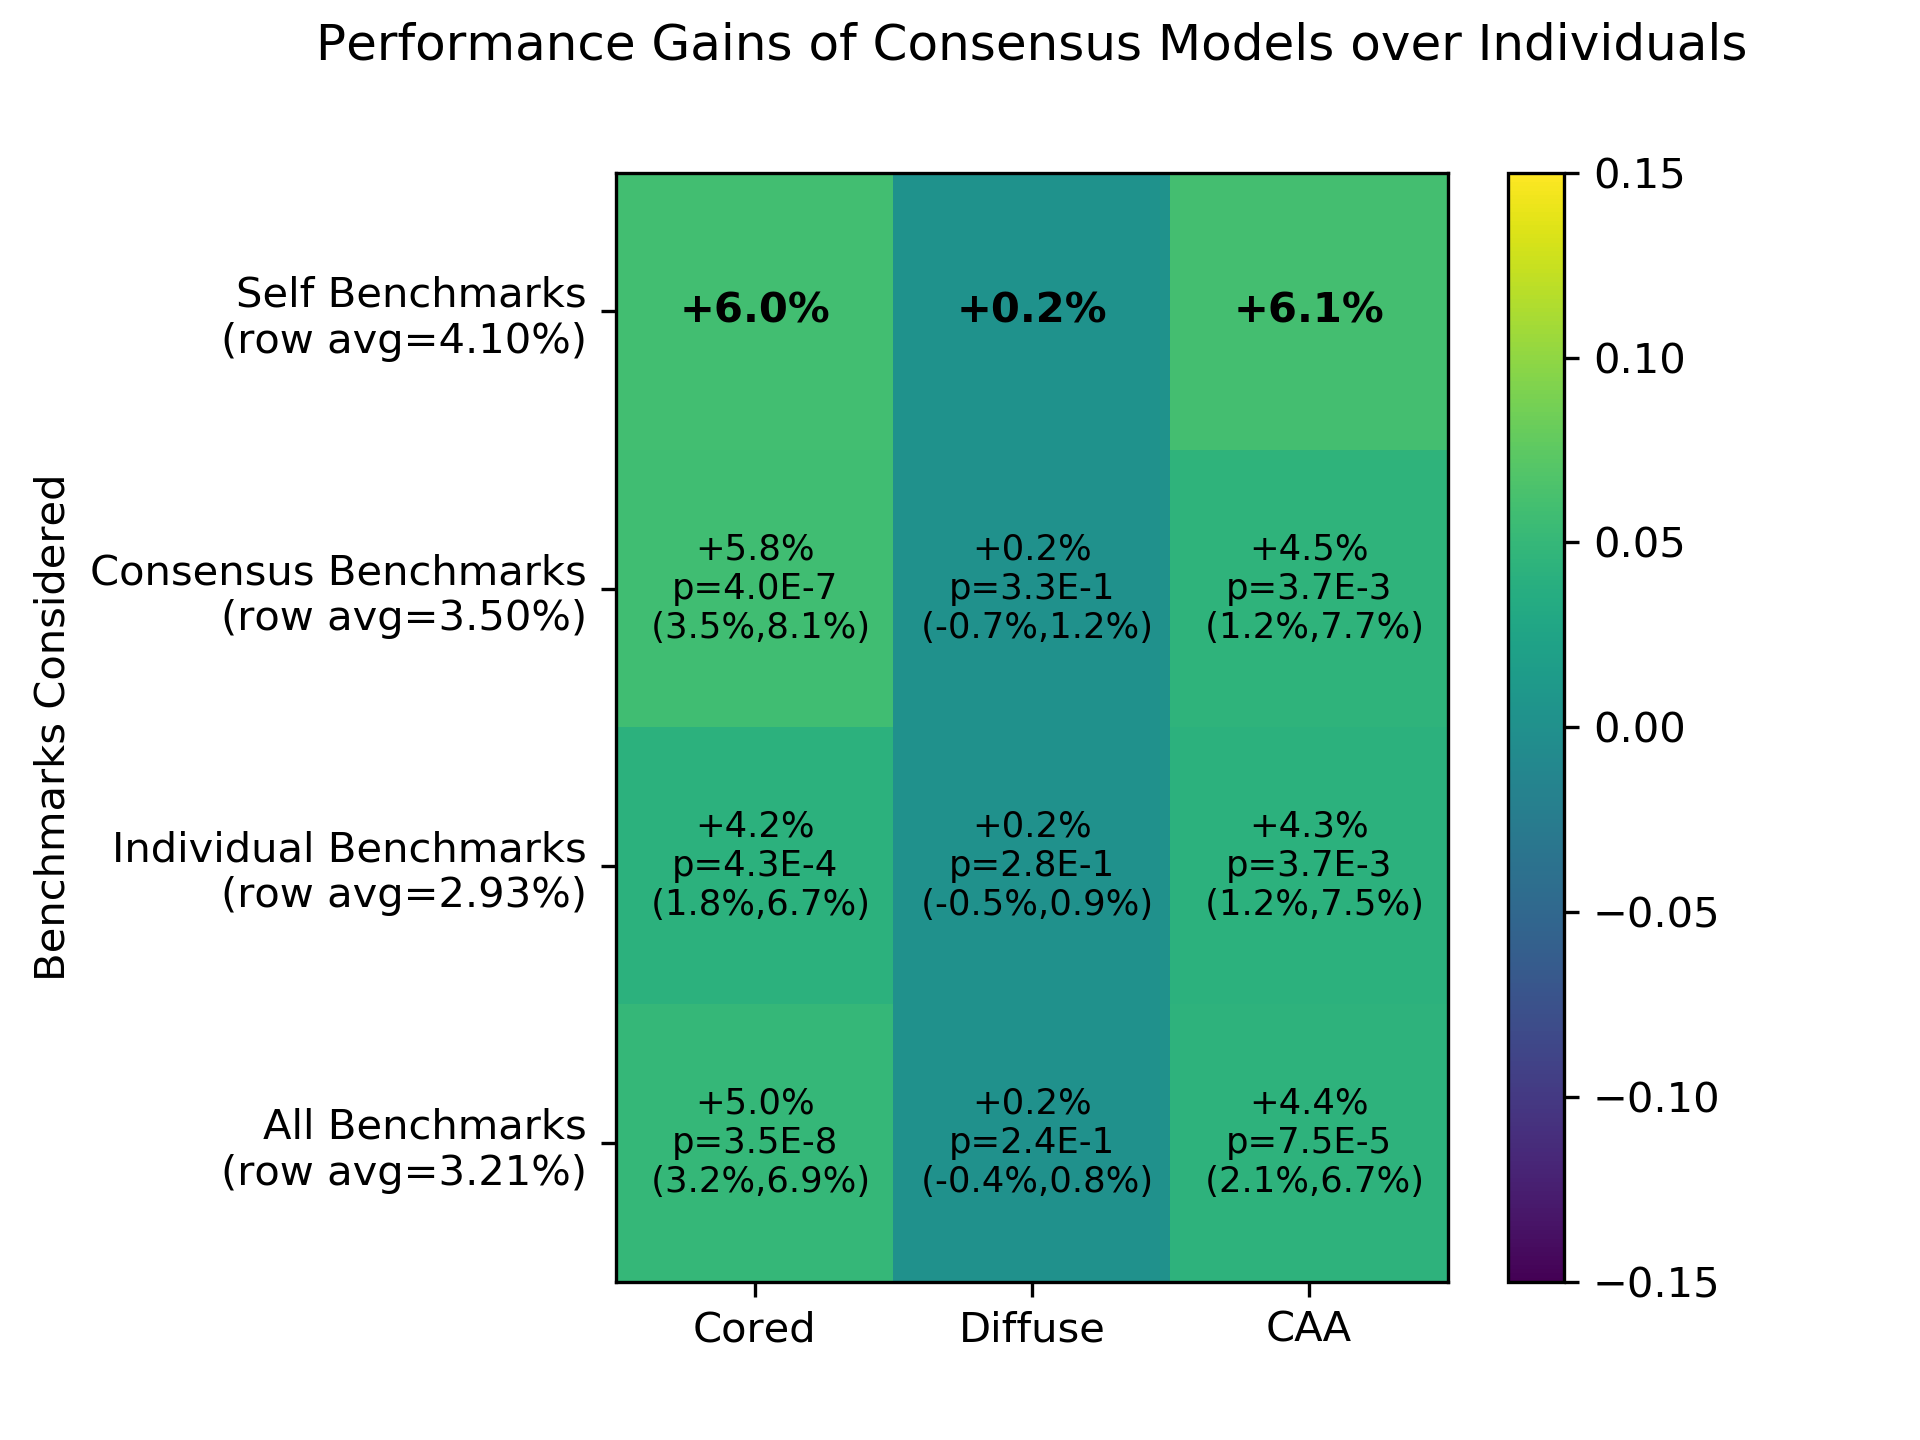 Performance Gains of Consensus Models over Individuals
Benchmarks Considered
Self Benchmarks
(row avg=4.10%)
+6.0%
+0.2%
+6.1%
Consensus Benchmarks
(row avg=3.50%)
+5.8%
p=4.0E-7
(3.5%,8.1%)
+0.2%
p=3.3E-1
(-0.7%,1.2%)
+4.5%
p=3.7E-3
(1.2%,7.7%)
Individual Benchmarks
(row avg=2.93%)
+4.2%
p=4.3E-4
(1.8%,6.7%)
+0.2%
p=2.8E-1
(-0.5%,0.9%)
+4.3%
p=3.7E-3
(1.2%,7.5%)
All Benchmarks
(row avg=3.21%)
+5.0%
p=3.5E-8
(3.2%,6.9%)
+0.2%
p=2.4E-1
(-0.4%,0.8%)
+4.4%
p=7.5E-5
(2.1%,6.7%)
Cored
Diffuse
CAA
0.15
0.10
0.05
0.00
−0.05
−0.10
−0.15